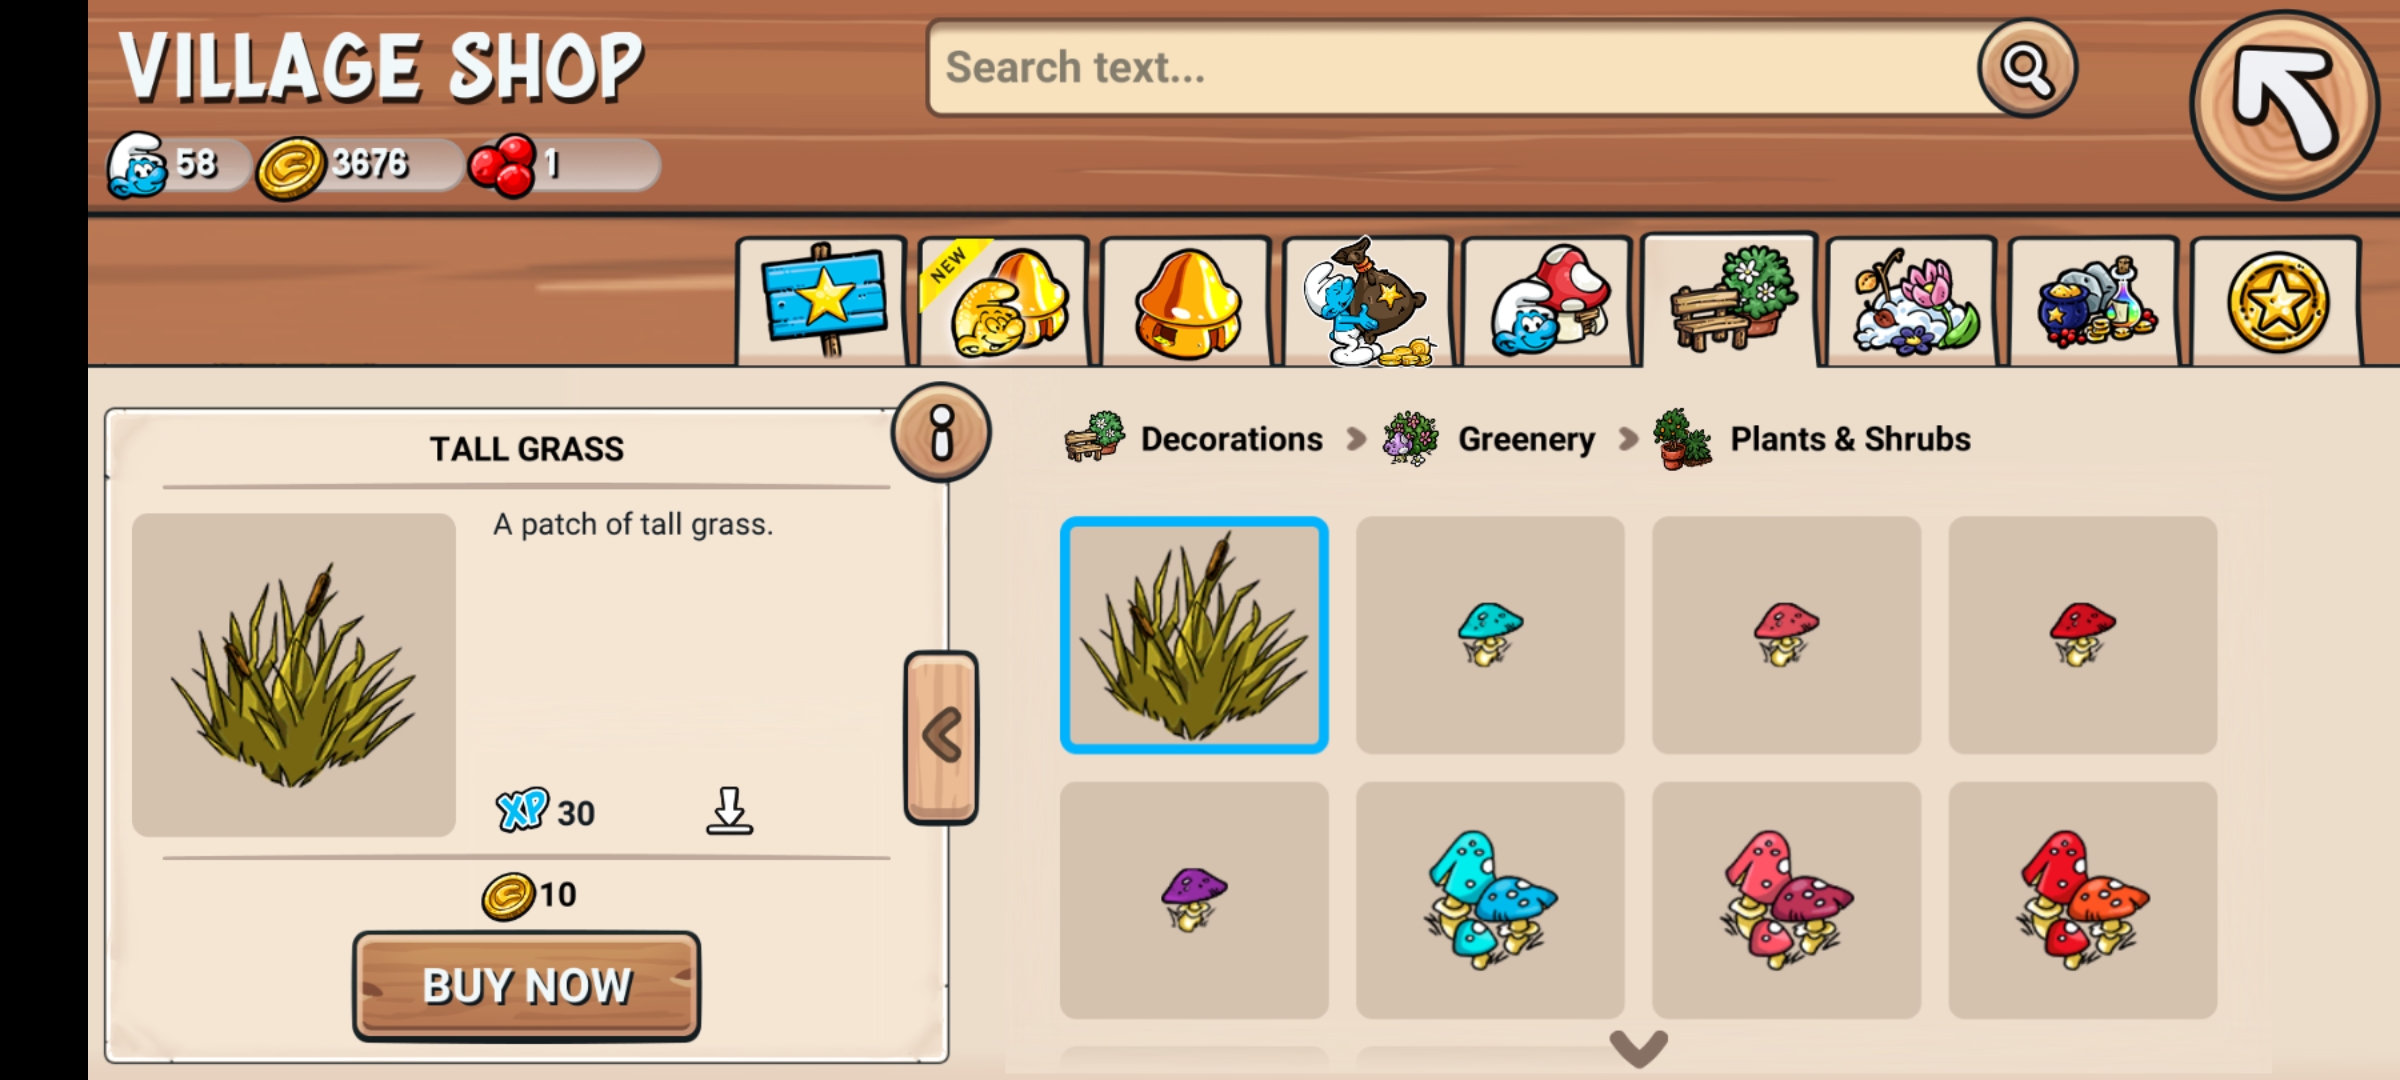 VILLAGE SHOP
Search text...
58 3676 1
NEW
TALL GRASS
A patch of tall grass.
XP 30
10
BUY NOW
Decorations Greenery Plants & Shrubs